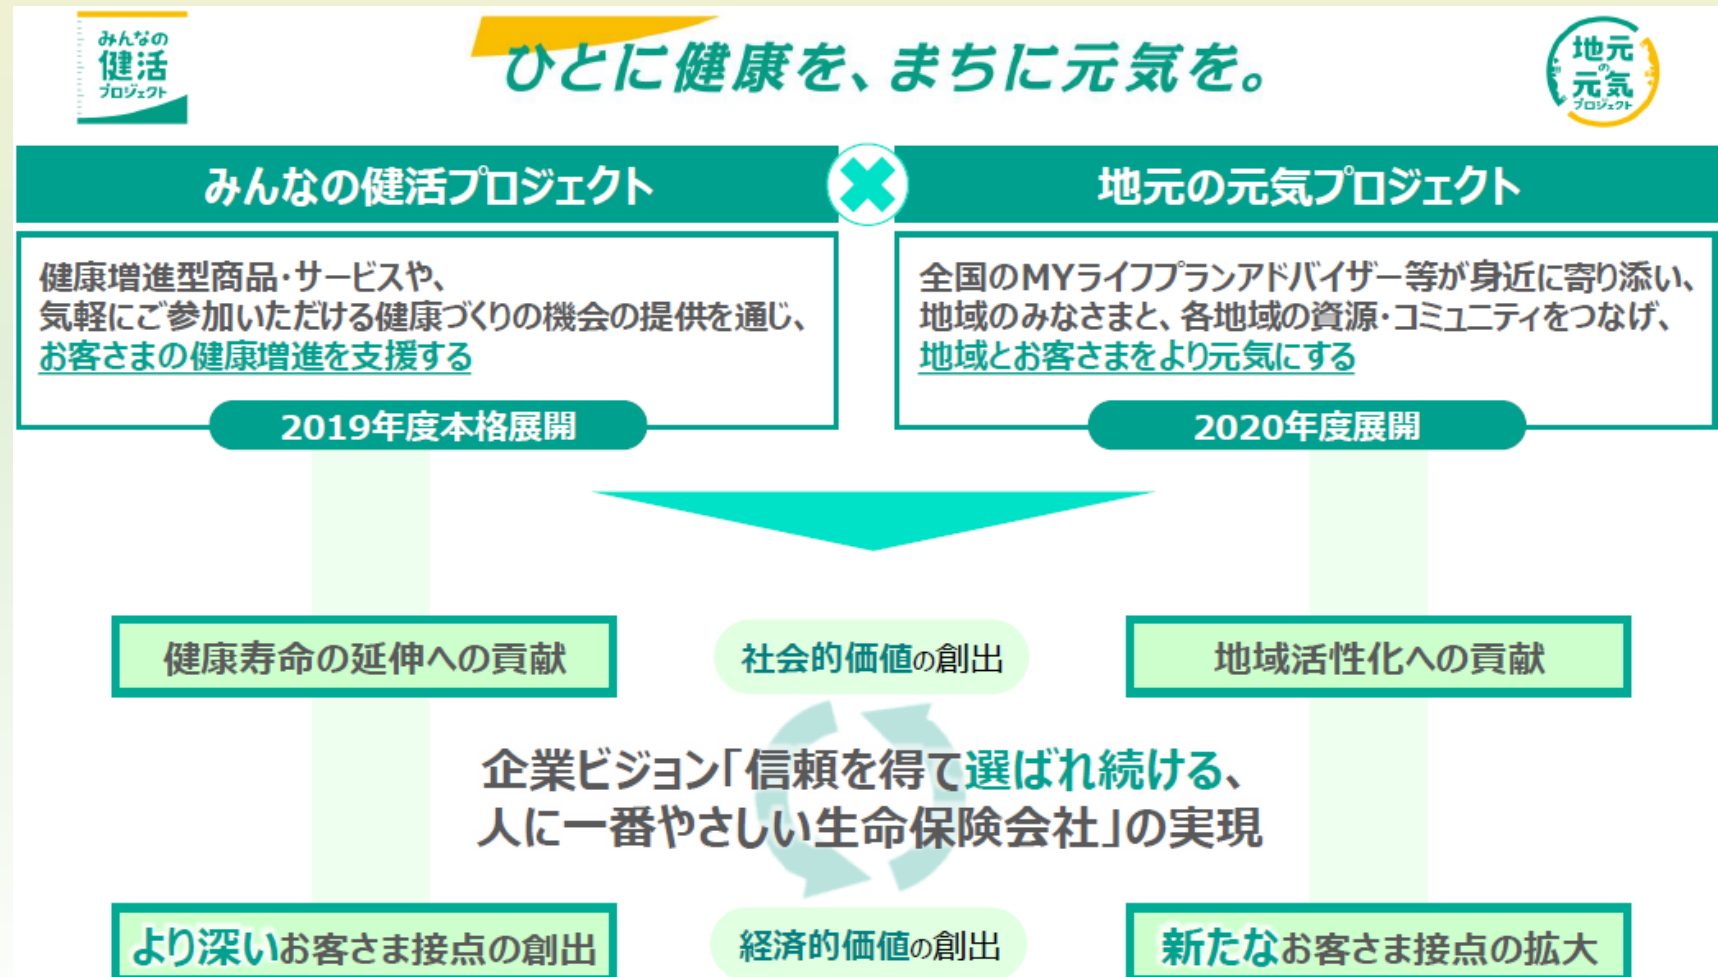 みんなの
健活
プロジェクト
ひとに健康を、まちに元気を。
地元
の
元気
プロジェクト
みんなの健活プロジェクト
地元の元気プロジェクト
健康増進型商品・サービスや、
気軽にご参加いただける健康づくりの機会の提供を通じ、
お客さまの健康増進を支援する
2019年度本格展開
全国のMYライフプランアドバイザー等が身近に寄り添い、
地域のみなさまと、各地域の資源・コミュニティをつなげ、
地域とお客さまをより元気にする
2020年度展開
健康寿命の延伸への貢献
社会的価値の創出
地域活性化への貢献
企業ビジョン「信頼を得て選ばれ続ける、
人に一番やさしい生命保険会社」の実現
より深いお客さま接点の創出
経済的価値の創出
新たなお客さま接点の拡大